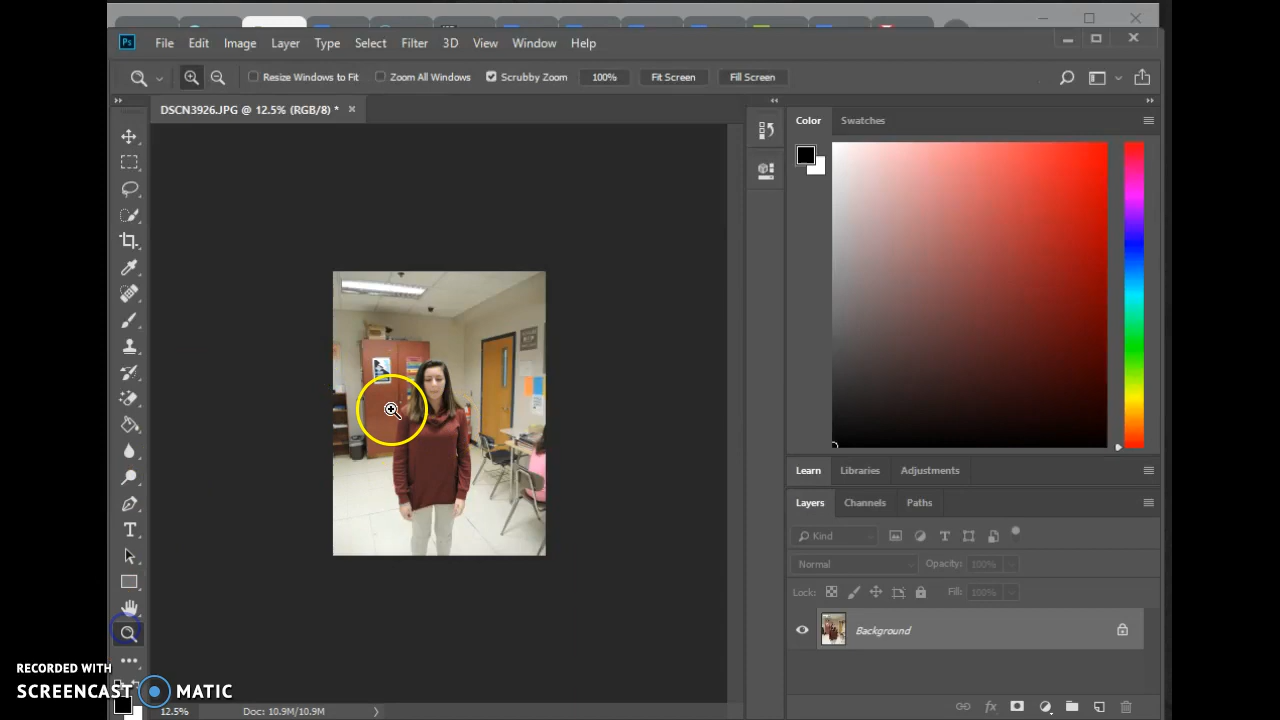 Ps File Edit Image Layer Type Select Filter 3D View Window Help
Resize Windows to Fit Zoom All Windows Scrubby Zoom 100% Fit Screen Fill Screen
DSCN3926.JPG @ 12.5% (RGB/8) * ×
Color Swatches
Learn Libraries Adjustments
Layers Channels Paths
Kind T
Normal Opacity: 100%
Lock: Fill: 100%
Background
T
RECORDED WITH
SCREENCAST MATIC
12.5% Doc: 10.9M/10.9M
fx